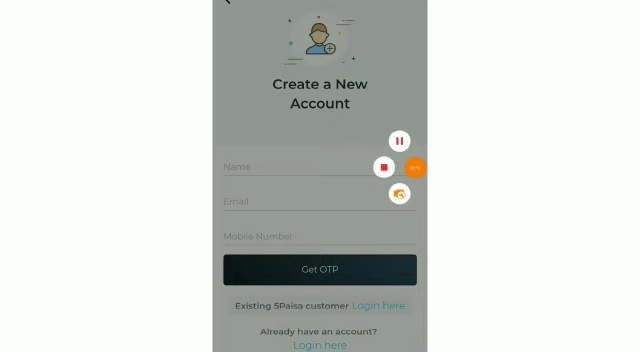 Create a New
Account
Name
Email
Mobile Number
Get OTP
Existing 5Paisa customer Login here
Already have an account?
Login here